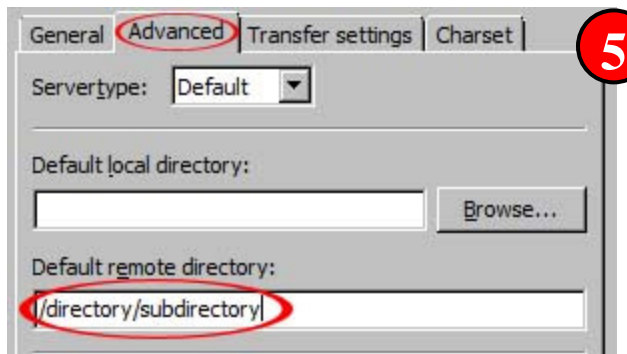 General Advanced Transfer settings Charset
5
Servertype: Default
Default local directory:
Browse...
Default remote directory:
/directory/subdirectory